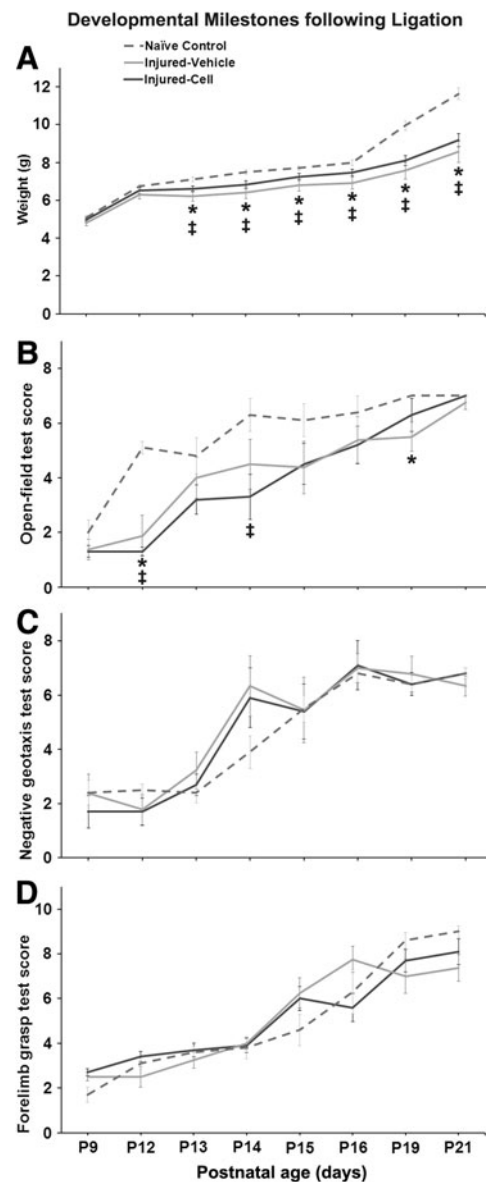 Developmental Milestones following Ligation
A
Naïve Control
Injured-Vehicle
Injured-Cell
Weight (g)
12
10
8
6
4
2
0
* * * * * *
‡ ‡ ‡ ‡ ‡ ‡
B
Open-field test score
8
6
4
2
0
*
‡
‡
*
C
Negative geotaxis test score
8
6
4
2
0
D
Forelimb grasp test score
10
8
6
4
2
0
P9 P12 P13 P14 P15 P16 P19 P21
Postnatal age (days)